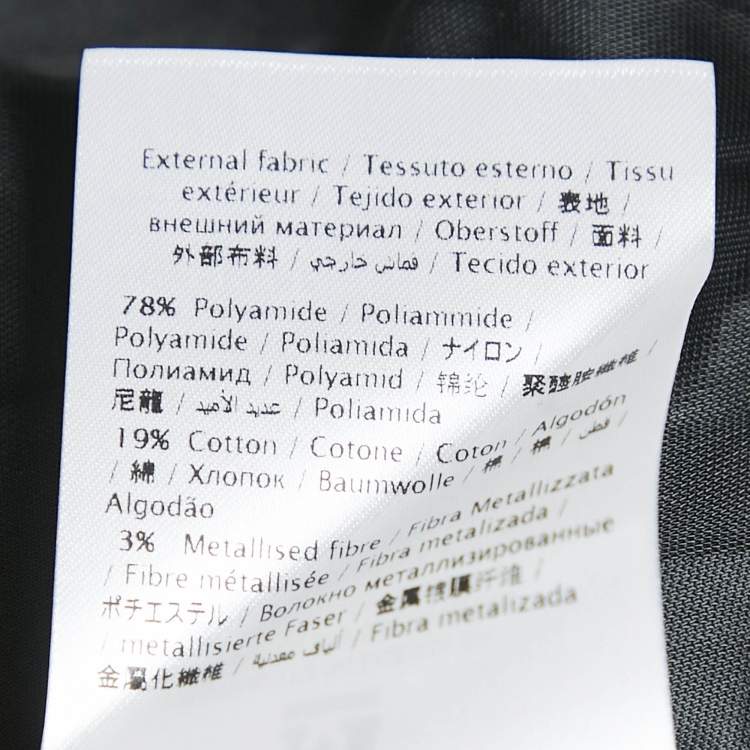 External fabric / Tessuto esterno / Tissu
extérieur / Tejido exterior / 表地 /
внешний материал / Oberstoff / 面料 /
外部布料 / قماش خارجي / Tecido exterior
78% Polyamide / Poliammide /
Polyamide / Poliamida / ナイロン /
Полиамид / Polyamid / 锦纶 / 聚醯胺纖維 /
尼龍 / عديد الأميد / Poliamida
19% Cotton / Cotone / Coton / Algodón
/ 綿 / Хлопок / Baumwolle / 棉 / 棉 / قطن /
Algodão
3% Metallised fibre / Fibra Metallizzata
/ Fibre métallisée / Fibra metalizada /
ポチエステル / Волокно металлизированные
/ metallisierte Faser / 金属镀膜纤维 /
金屬化纖維 / ألياف معدنية / Fibra metalizada